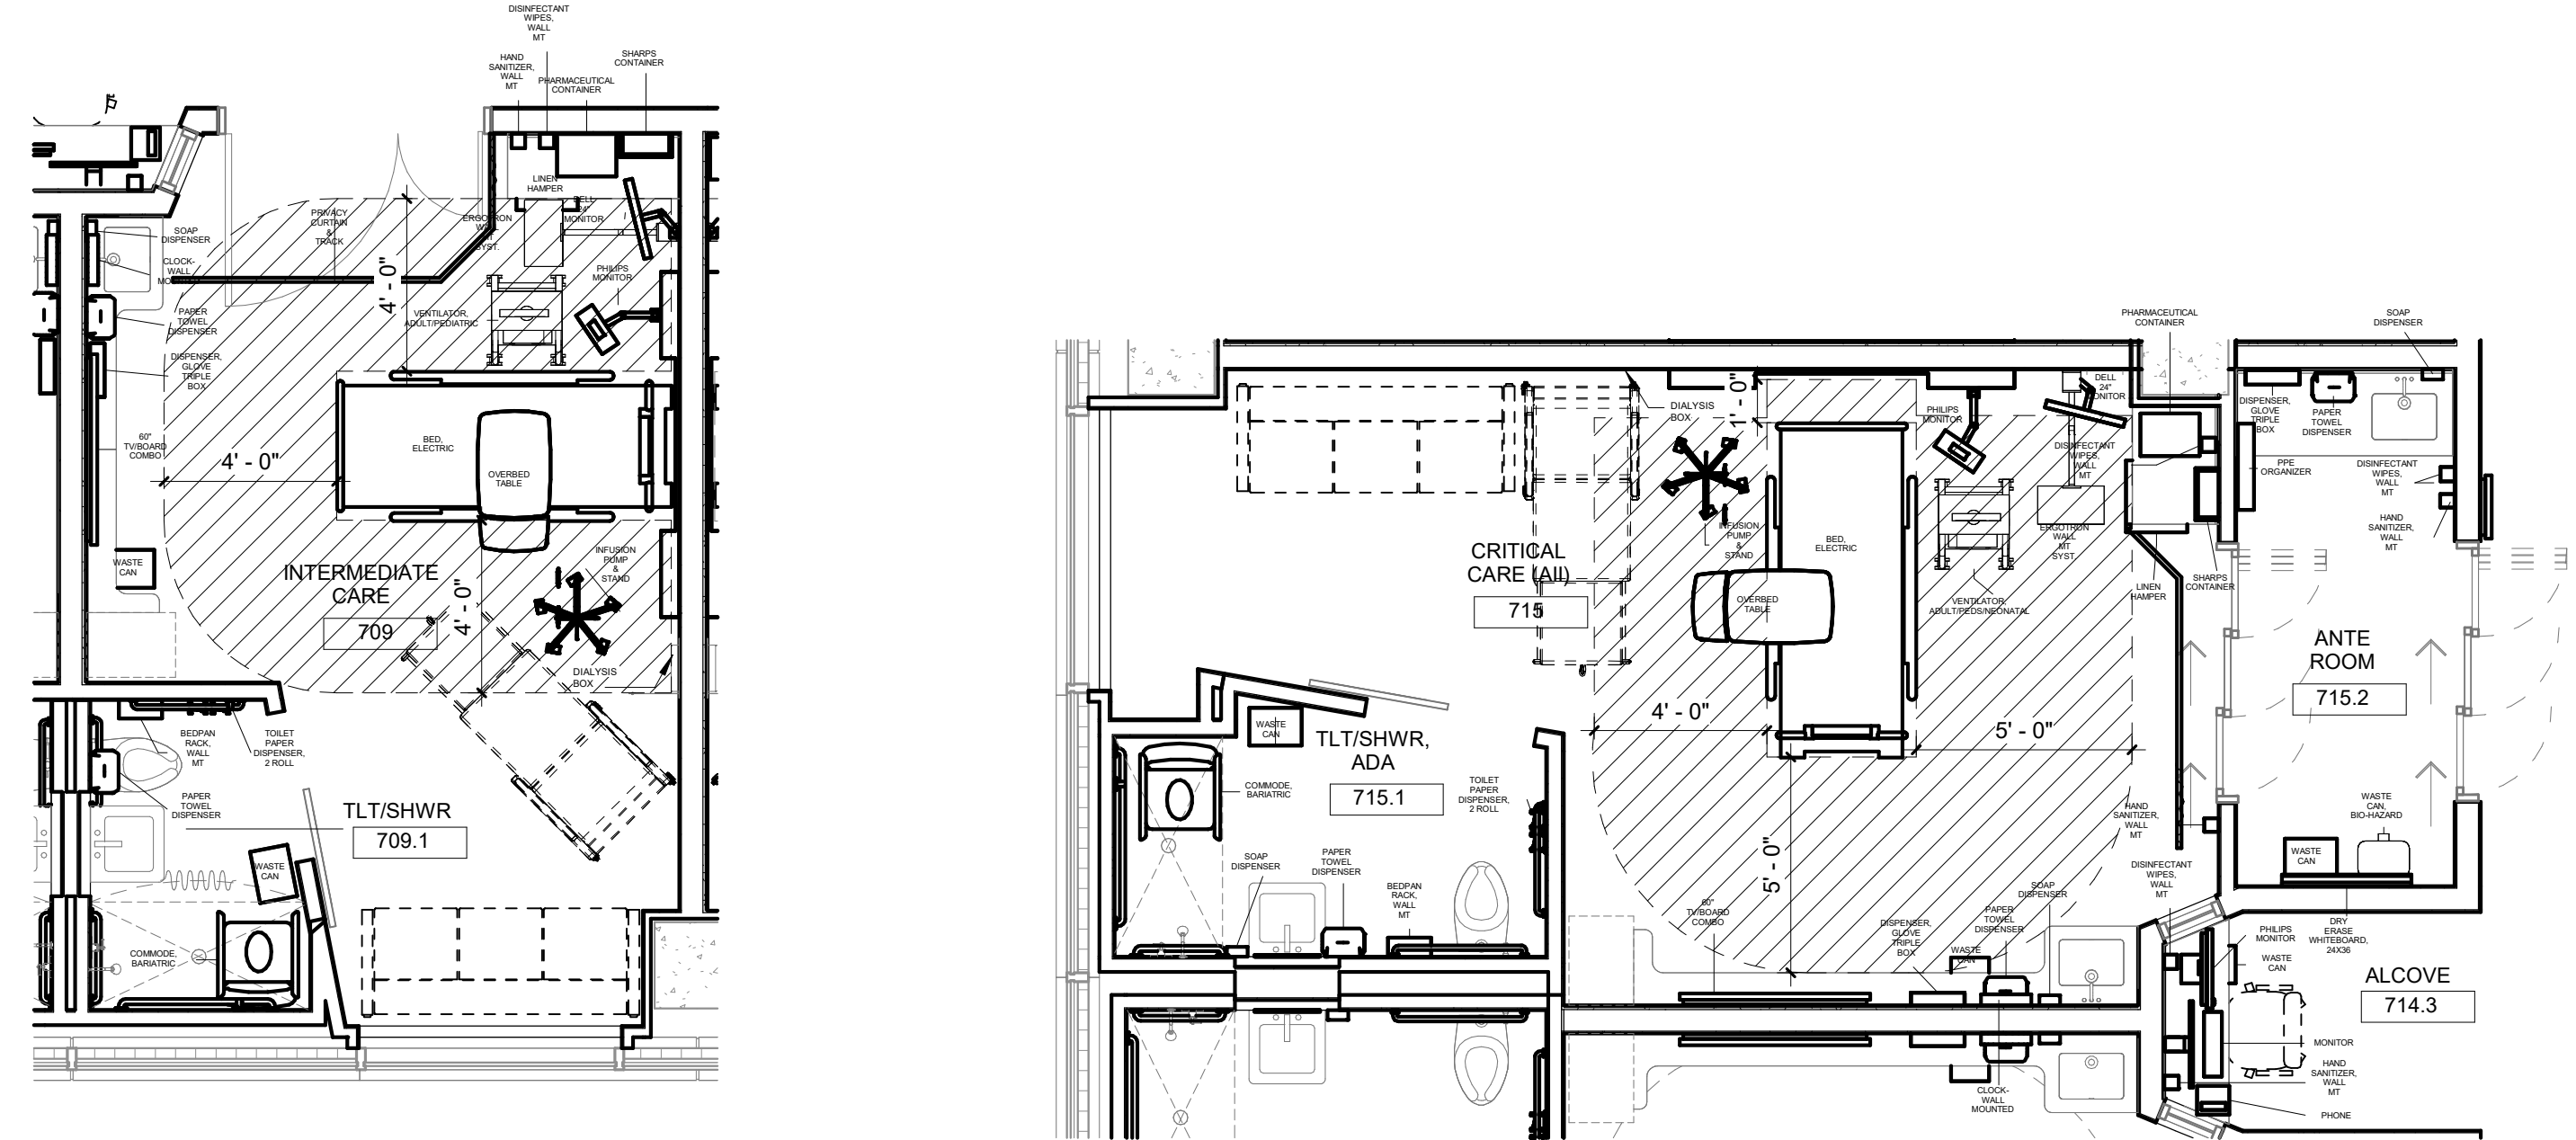 DISINFECTANT
WIPES,
WALL
MT
HAND
SANITIZER,
WALL
MT
PHARMACEUTICAL
CONTAINER
SHARPS
CONTAINER
LINEN
HAMPER
DELL
24"
MONITOR
PRIVACY
CURTAIN
&
TRACK
ERGOTRON
WALL
MT
SYST.
SOAP
DISPENSER
CLOCK-
WALL
MOUNTED
4' - 0"
PHILIPS
MONITOR
PAPER
TOWEL
DISPENSER
VENTILATOR,
ADULT/PEDIATRIC
DISPENSER,
GLOVE
TRIPLE
BOX
60"
TV/BOARD
COMBO
4' - 0"
BED,
ELECTRIC
OVERBED
TABLE
WASTE
CAN
INTERMEDIATE
CARE
709
4' - 0"
INFUSION
PUMP
&
STAND
DIALYSIS
BOX
BEDPAN
RACK,
WALL
MT
TOILET
PAPER
DISPENSER,
2 ROLL
PAPER
TOWEL
DISPENSER
TLT/SHWR
709.1
WASTE
CAN
COMMODE,
BARIATRIC
PHARMACEUTICAL
CONTAINER
SOAP
DISPENSER
DIALYSIS
BOX
1' - 0"
PHILIPS
MONITOR
DELL
24"
MONITOR
DISINFECTANT
WIPES,
WALL
MT
DISPENSER,
GLOVE
TRIPLE
BOX
PAPER
TOWEL
DISPENSER
PPE
ORGANIZER
DISINFECTANT
WIPES,
WALL
MT
HAND
SANITIZER,
WALL
MT
INFUSION
PUMP
&
STAND
BED,
ELECTRIC
ERGOTRON
WALL
MT
SYST.
CRITICAL
CARE (AII)
715
OVERBED
TABLE
VENTILATOR,
ADULT/PEDS/NEONATAL
LINEN
HAMPER
SHARPS
CONTAINER
ANTE
ROOM
715.2
4' - 0"
5' - 0"
WASTE
CAN
TLT/SHWR,
ADA
715.1
COMMODE,
BARIATRIC
TOILET
PAPER
DISPENSER,
2 ROLL
SOAP
DISPENSER
PAPER
TOWEL
DISPENSER
BEDPAN
RACK,
WALL
MT
5' - 0"
HAND
SANITIZER,
WALL
MT
WASTE
CAN,
BIO-HAZARD
WASTE
CAN
DISINFECTANT
WIPES,
WALL
MT
SOAP
DISPENSER
60"
TV/BOARD
COMBO
DISPENSER,
GLOVE
TRIPLE
BOX
PAPER
TOWEL
DISPENSER
WASTE
CAN
DRY
ERASE
WHITEBOARD,
24X36
PHILIPS
MONITOR
WASTE
CAN
ALCOVE
714.3
MONITOR
HAND
SANITIZER,
WALL
MT
PHONE
CLOCK-
WALL
MOUNTED